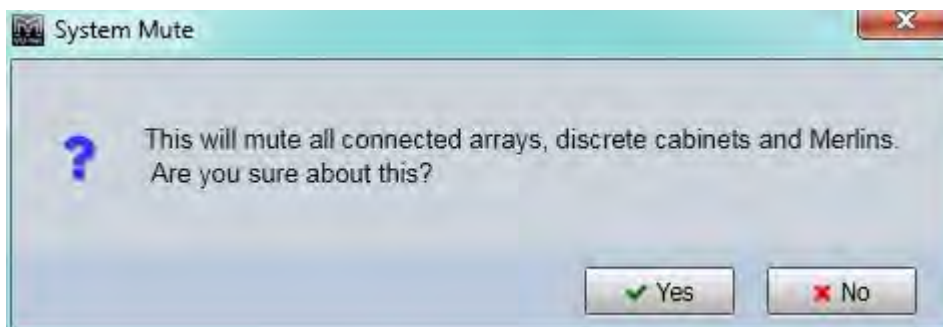 System Mute
This will mute all connected arrays, discrete cabinets and Merlins.
Are you sure about this?
Yes
No